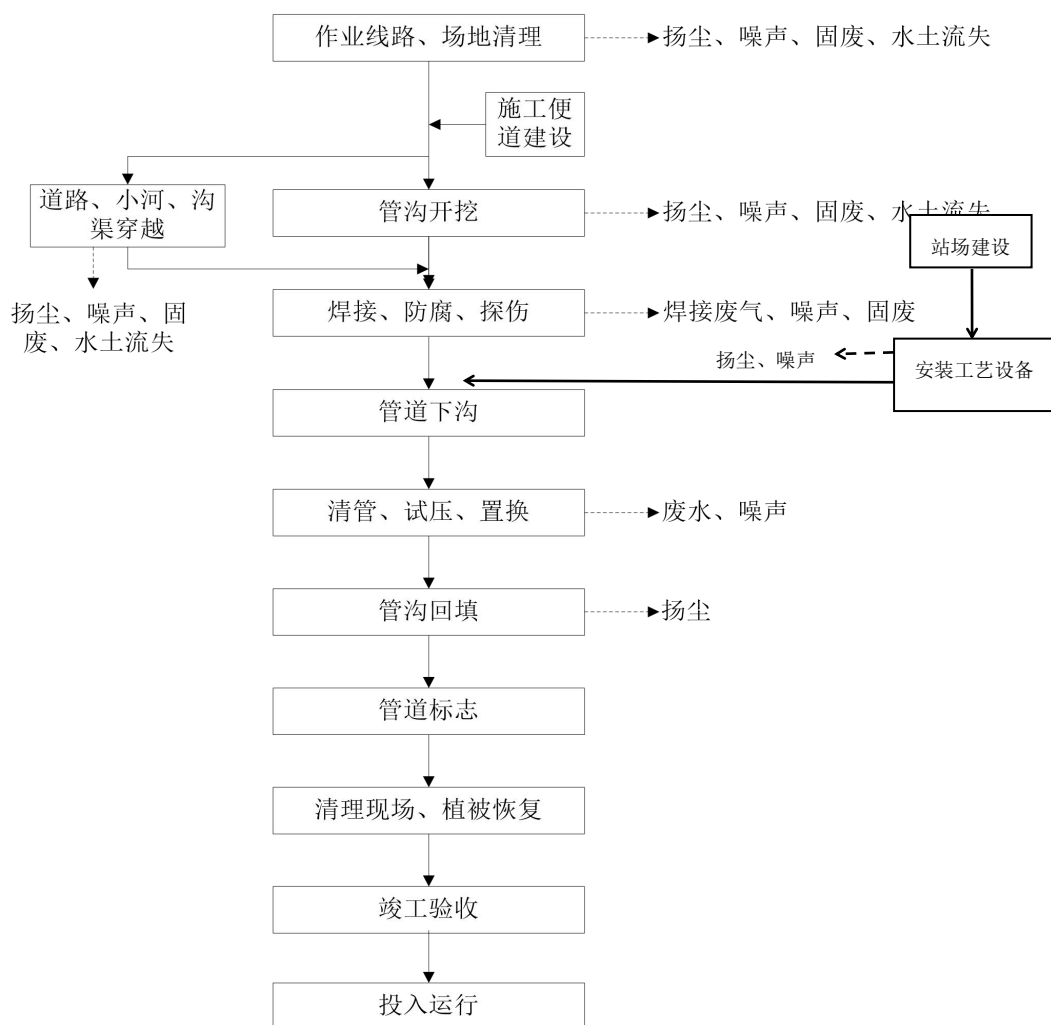 作业线路、场地清理
扬尘、噪声、固废、水土流失
施工便
道建设
道路、小河、沟
渠穿越
管沟开挖
扬尘、噪声、固废、水土流失
站场建设
扬尘、噪声、固
废、水土流失
焊接、防腐、探伤
焊接废气、噪声、固废
扬尘、噪声
安装工艺设备
管道下沟
清管、试压、置换
废水、噪声
管沟回填
扬尘
管道标志
清理现场、植被恢复
竣工验收
投入运行